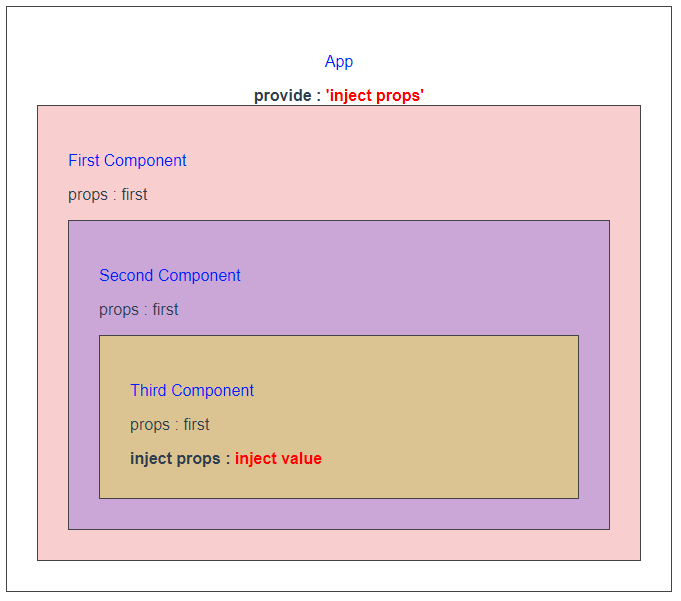 App
provide : 'inject props'
First Component
props : first
Second Component
props : first
Third Component
props : first
inject props : inject value